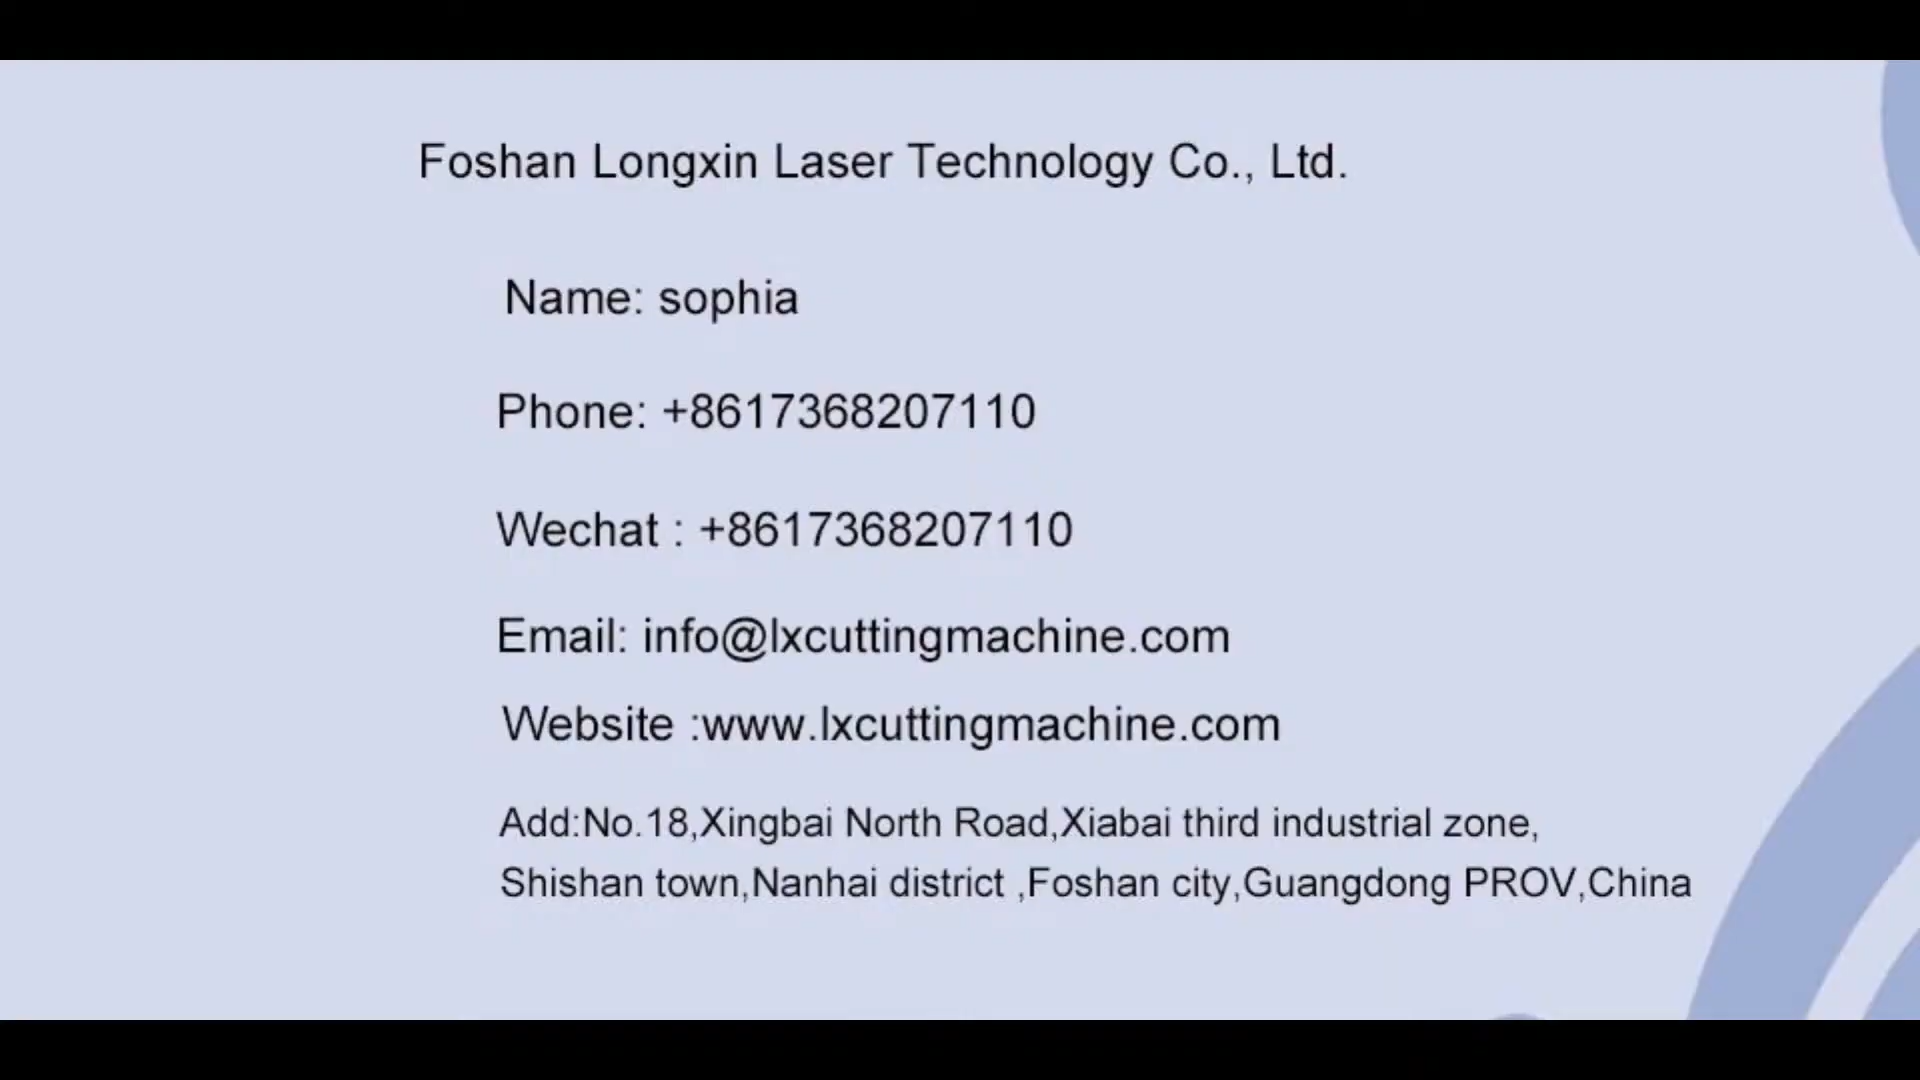 Foshan Longxin Laser Technology Co., Ltd.
Name: sophia
Phone: +8617368207110
Wechat : +8617368207110
Email: info@lxcuttingmachine.com
Website :www.lxcuttingmachine.com
Add:No.18,Xingbai North Road,Xiabai third industrial zone,
Shishan town,Nanhai district ,Foshan city,Guangdong PROV,China